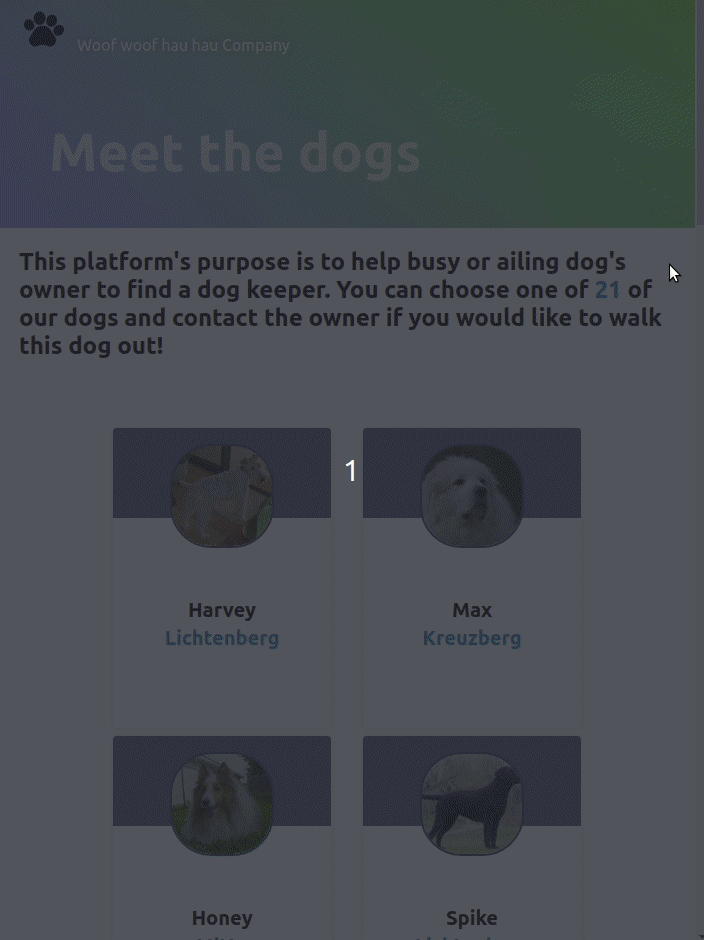 Woof woof hau hau Company
Meet the dogs
This platform's purpose is to help busy or ailing dog's
owner to find a dog keeper. You can choose one of 21 of
our dogs and contact the owner if you would like to walk
this dog out!
1
Harvey
Lichtenberg
Max
Kreuzberg
Honey
Spike